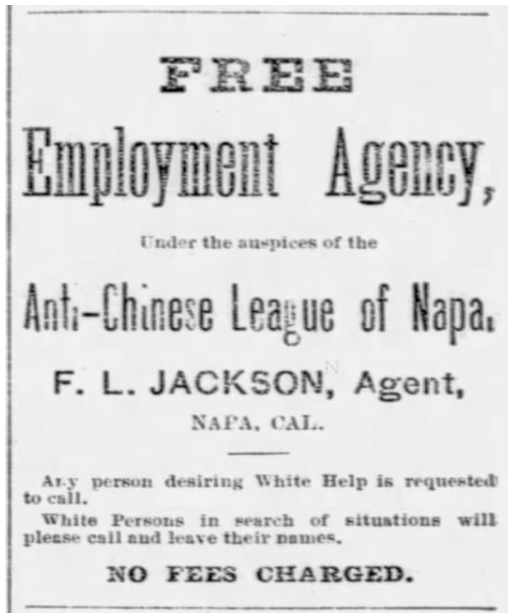 FREE
Employment Agency,
Under the auspices of the
Anti-Chinese League of Napa.
F. L. JACKSON, Agent,
NAPA, CAL.
Any person desiring White Help is requested
to call.
White Persons in search of situations will
please call and leave their names.
NO FEES CHARGED.